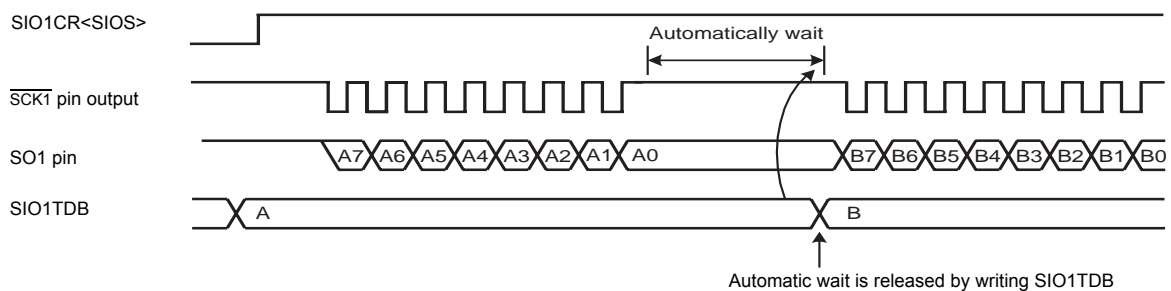 SIO1CR<SIOS>
Automatically wait
SCK1 pin output
SO1 pin
A7 A6 A5 A4 A3 A2 A1 A0 B7 B6 B5 B4 B3 B2 B1 B0
SIO1TDB
A B
Automatic wait is released by writing SIO1TDB